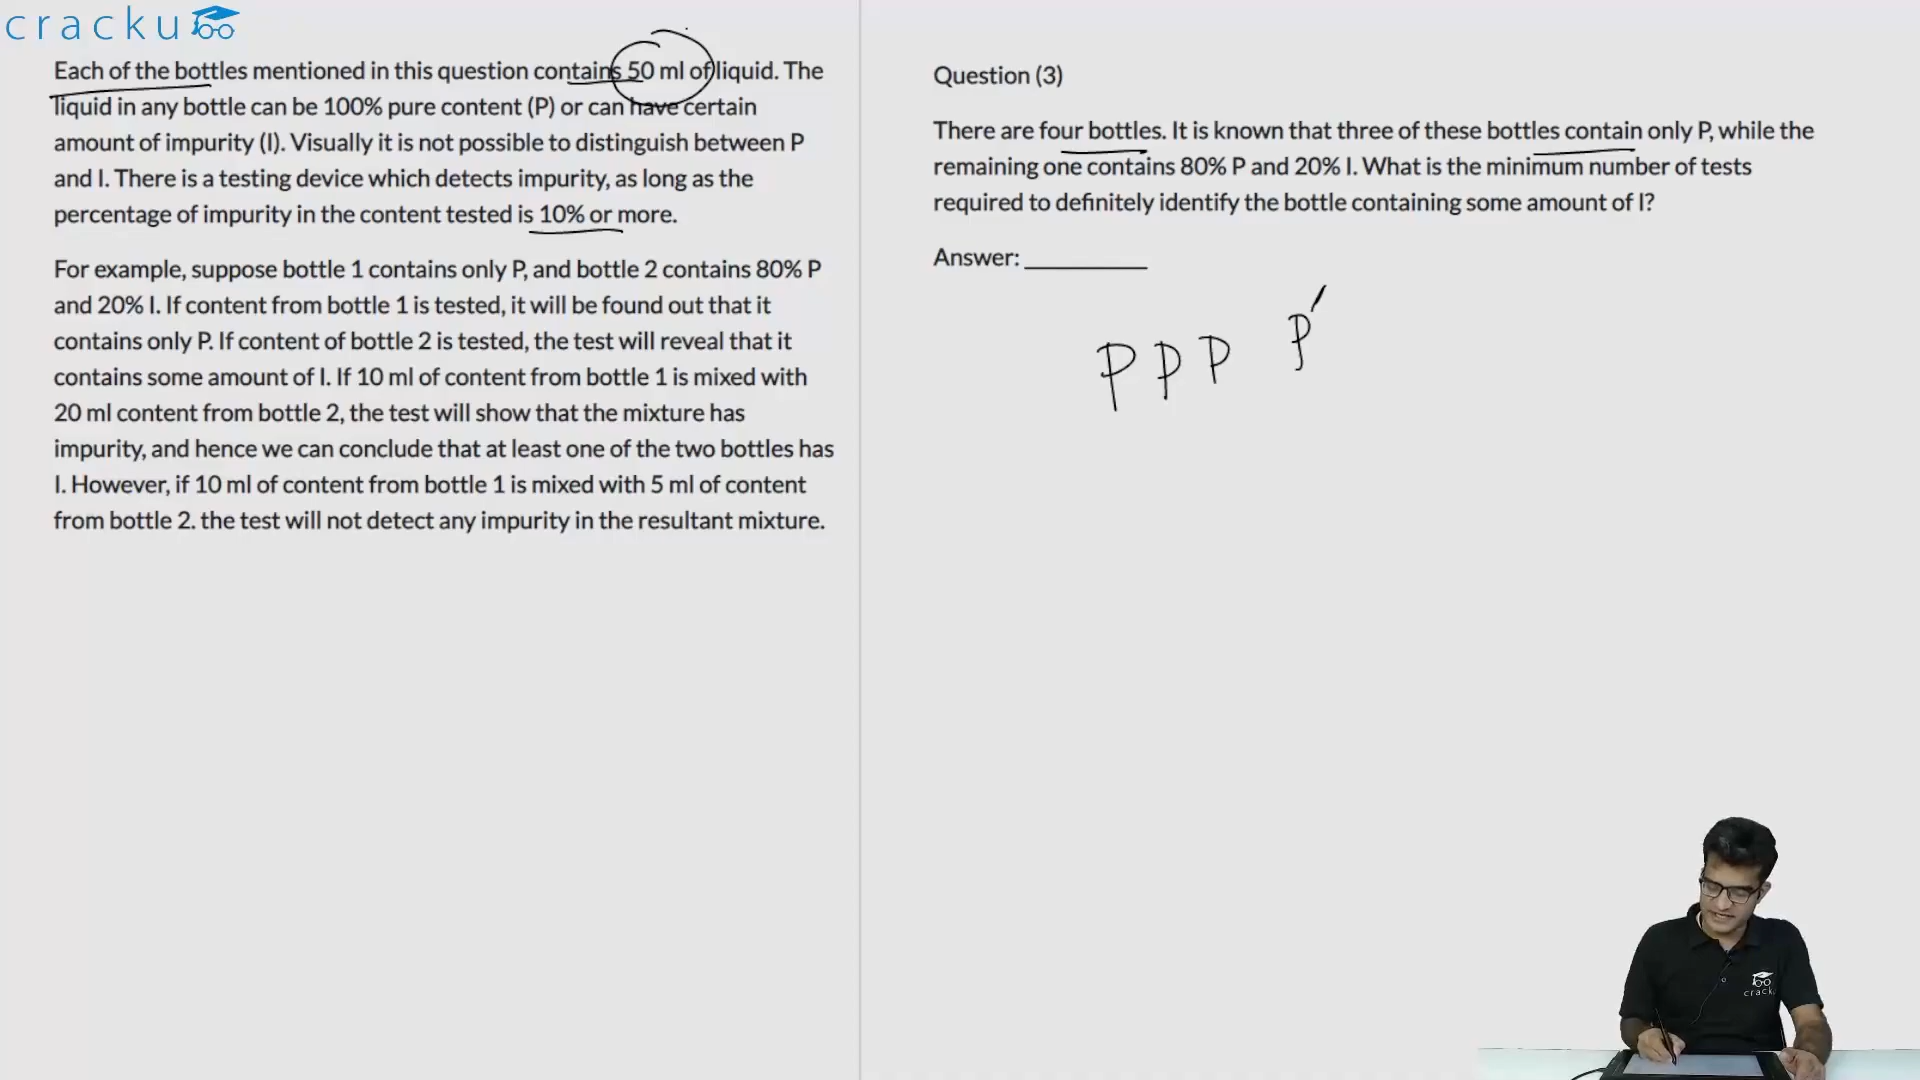 cracku
Each of the bottles mentioned in this question contains 50 ml of liquid. The
liquid in any bottle can be 100% pure content (P) or can have certain
amount of impurity (I). Visually it is not possible to distinguish between P
and I. There is a testing device which detects impurity, as long as the
percentage of impurity in the content tested is 10% or more.
For example, suppose bottle 1 contains only P, and bottle 2 contains 80% P
and 20% I. If content from bottle 1 is tested, it will be found out that it
contains only P. If content of bottle 2 is tested, the test will reveal that it
contains some amount of I. If 10 ml of content from bottle 1 is mixed with
20 ml content from bottle 2, the test will show that the mixture has
impurity, and hence we can conclude that at least one of the two bottles has
I. However, if 10 ml of content from bottle 1 is mixed with 5 ml of content
from bottle 2. the test will not detect any impurity in the resultant mixture.
Question (3)
There are four bottles. It is known that three of these bottles contain only P, while the
remaining one contains 80% P and 20% I. What is the minimum number of tests
required to definitely identify the bottle containing some amount of I?
Answer: __________
P P P P'
cracku